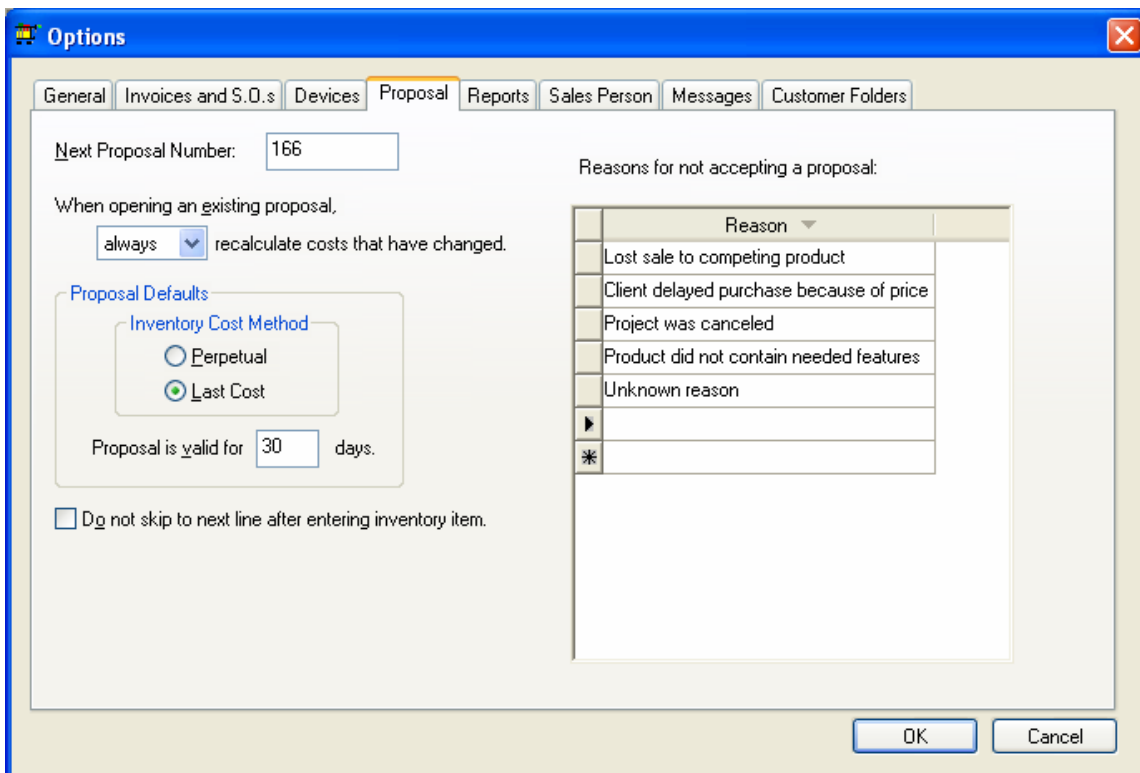 Options
General Invoices and S.O.s Devices Proposal Reports Sales Person Messages Customer Folders
Next Proposal Number: 166
When opening an existing proposal,
always recalculate costs that have changed.
Proposal Defaults
Inventory Cost Method
Perpetual
Last Cost
Proposal is valid for 30 days.
Do not skip to next line after entering inventory item.
Reasons for not accepting a proposal:
Reason
Lost sale to competing product
Client delayed purchase because of price
Project was canceled
Product did not contain needed features
Unknown reason
OK Cancel